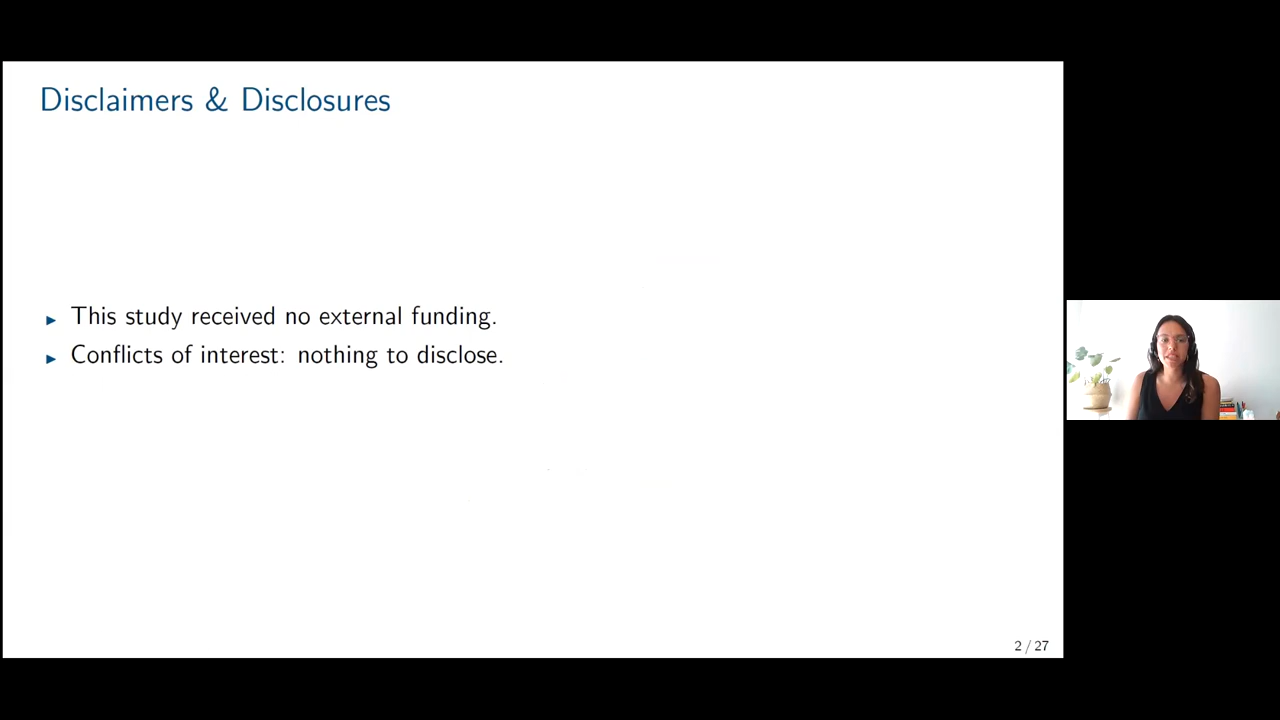 Disclaimers & Disclosures
▶ This study received no external funding.
▶ Conflicts of interest: nothing to disclose.
2 / 27